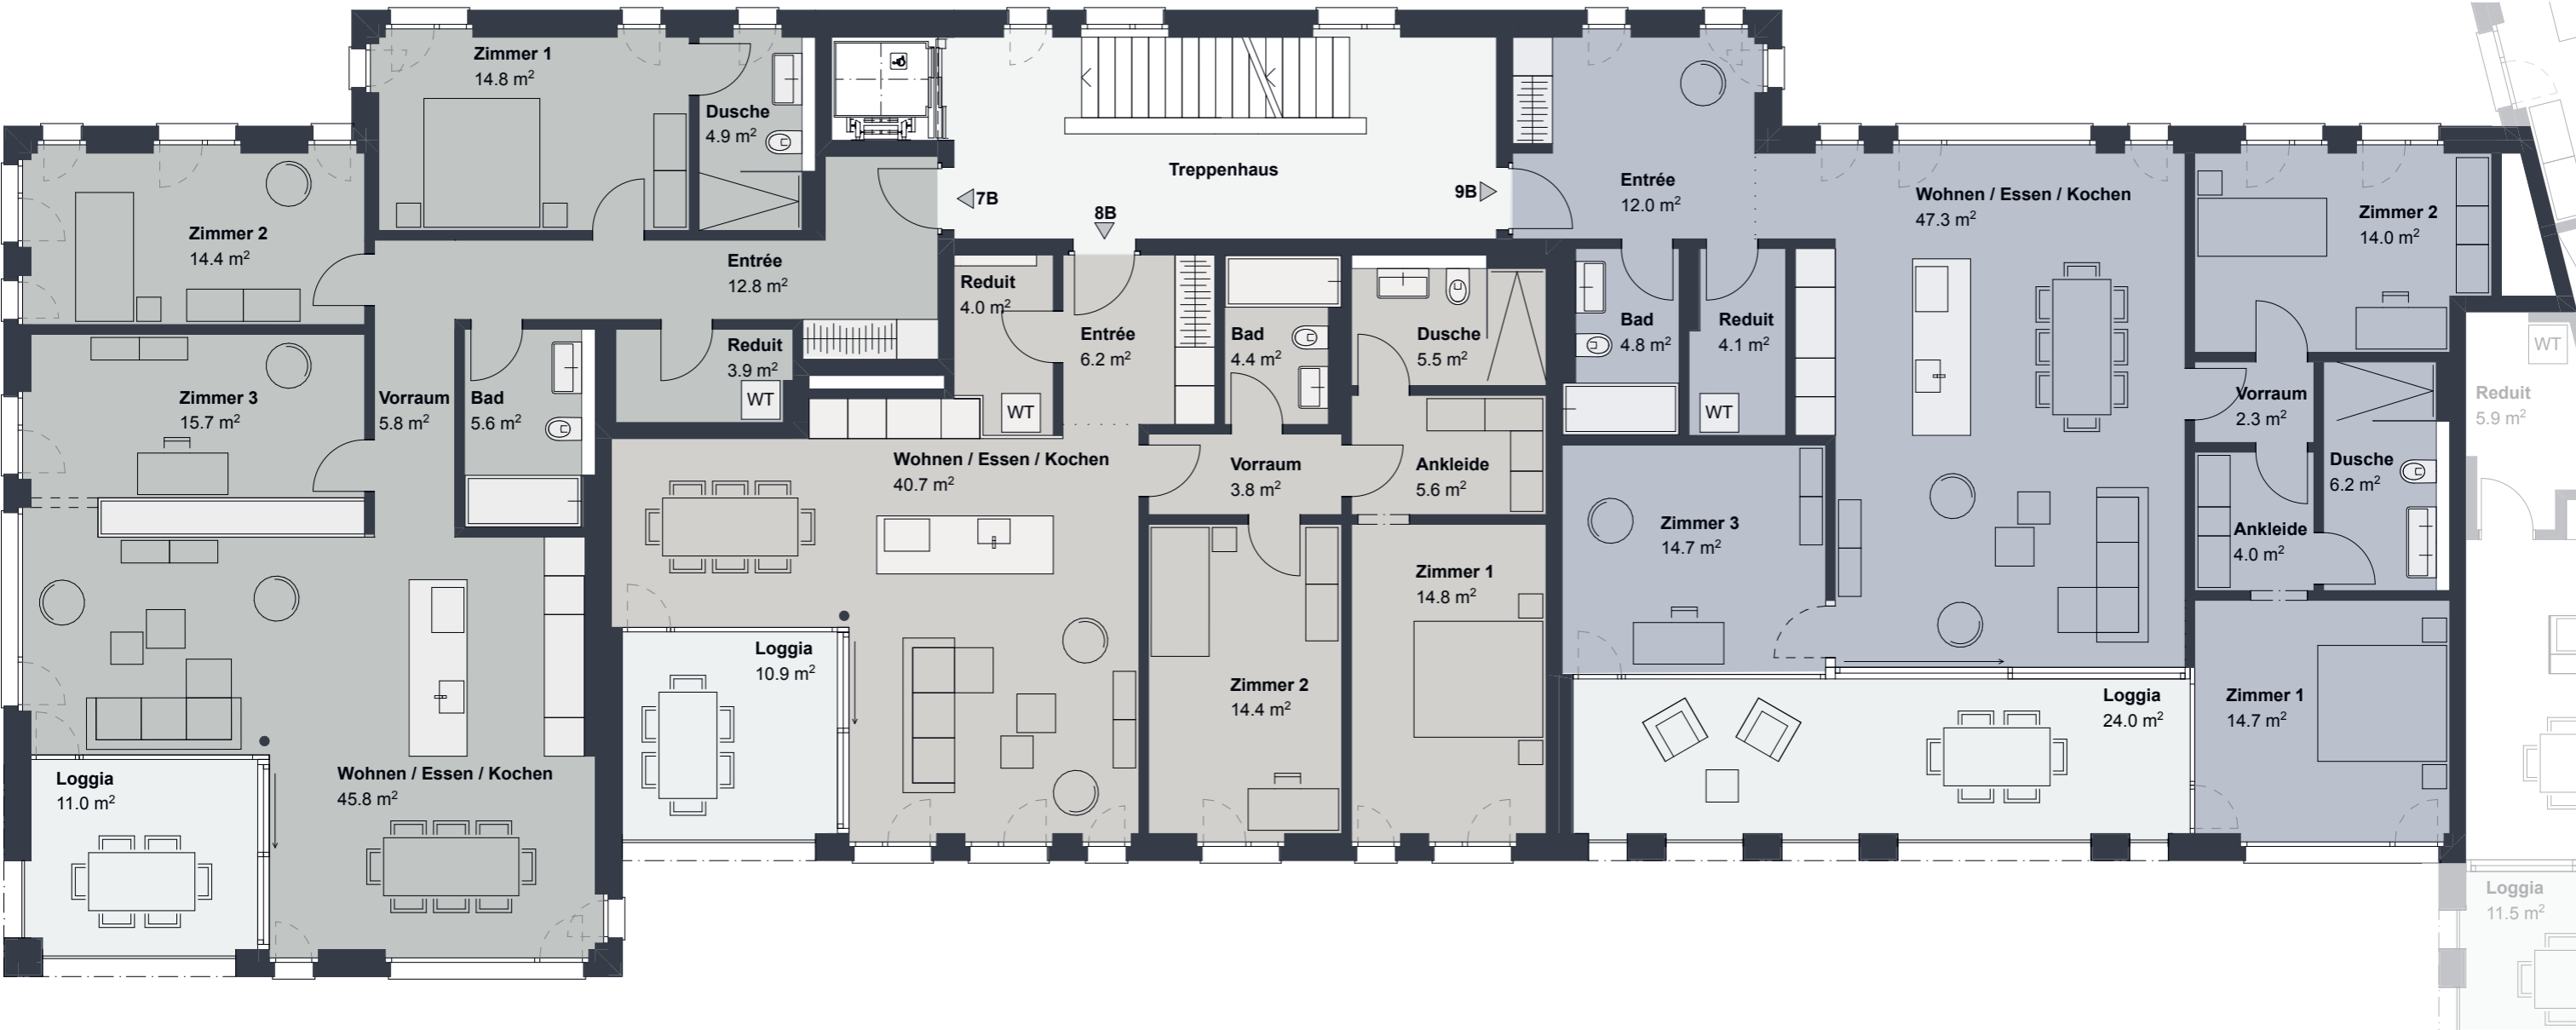 Zimmer 1
14.8 m²
Dusche
4.9 m²
Zimmer 2
14.4 m²
Entrée
12.8 m²
Zimmer 3
15.7 m²
Vorraum
5.8 m²
Bad
5.6 m²
Reduit
3.9 m²
WT
Wohnen / Essen / Kochen
45.8 m²
Loggia
11.0 m²
Treppenhaus
7B
8B
9B
Reduit
4.0 m²
WT
Entrée
6.2 m²
Bad
4.4 m²
Dusche
5.5 m²
Wohnen / Essen / Kochen
40.7 m²
Vorraum
3.8 m²
Ankleide
5.6 m²
Loggia
10.9 m²
Zimmer 2
14.4 m²
Zimmer 1
14.8 m²
Entrée
12.0 m²
Wohnen / Essen / Kochen
47.3 m²
Zimmer 2
14.0 m²
Bad
4.8 m²
Reduit
4.1 m²
WT
Vorraum
2.3 m²
Dusche
6.2 m²
Ankleide
4.0 m²
Zimmer 3
14.7 m²
Loggia
24.0 m²
Zimmer 1
14.7 m²
WT
Reduit
5.9 m²
Loggia
11.5 m²